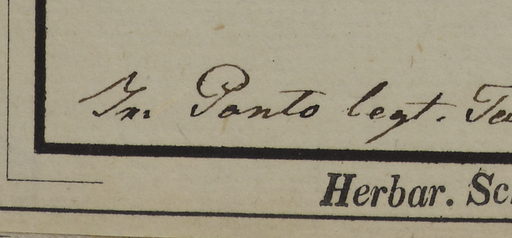 In Ponto legt.
Herbar.